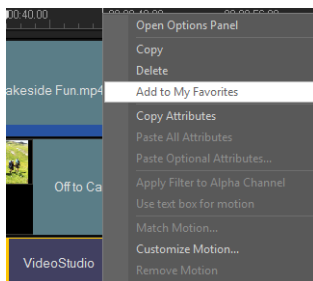 00:40.00
Open Options Panel
Copy
Delete
akeside Fun.mp4
Add to My Favorites
Copy Attributes
Paste All Attributes
Paste Optional Attributes...
Off to Ca
Apply Filter to Alpha Channel
Use text box for motion
Match Motion...
Customize Motion...
VideoStudio
Remove Motion